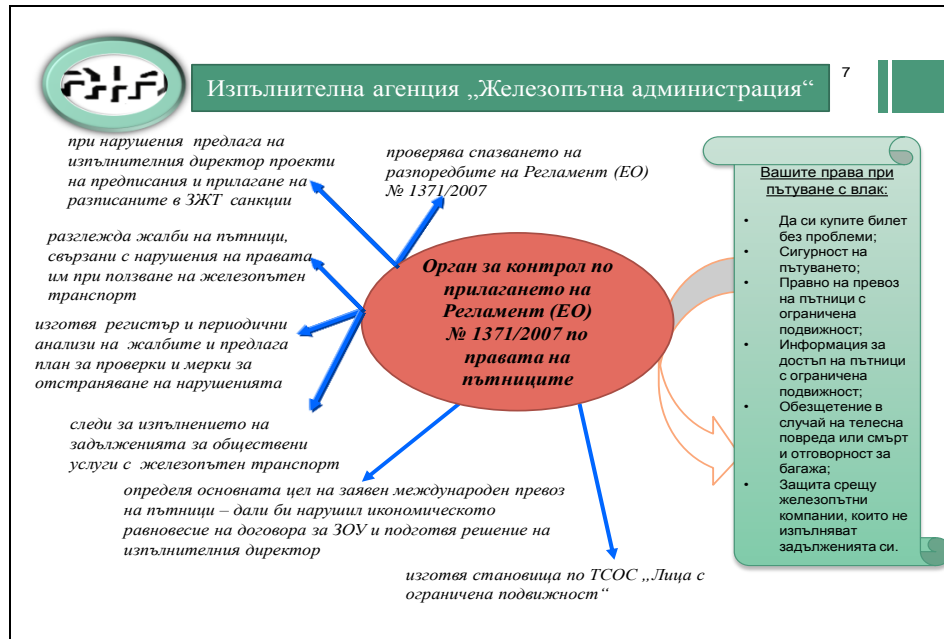 Изпълнителна агенция „Железопътна администрация“
7
при нарушения предлага на
изпълнителния директор проекти
на предписания и прилагане на
разписаните в ЗЖТ санкции
проверява спазването на
разпоредбите на Регламент (ЕО)
№ 1371/2007
разглежда жалби на пътници,
свързани с нарушения на правата
им при ползване на железопътен
транспорт
изготвя регистър и периодични
анализи на жалбите и предлага
план за проверки и мерки за
отстраняване на нарушенията
следи за изпълнението на
задълженията за обществени
услуги с железопътен транспорт
определя основната цел на заявен международен превоз
на пътници – дали би нарушил икономическото
равновесие на договора за ЗОУ и подготвя решение на
изпълнителния директор
изготвя становища по ТСОС „Лица с
ограничена подвижност“
Орган за контрол по
прилагането на
Регламент (ЕО)
№ 1371/2007 по
правата на
пътниците
Вашите права при
пътуване с влак:
• Да си купите билет
без проблеми;
• Сигурност на
пътуването;
• Правно на превоз
на пътници с
ограничена
подвижност;
• Информация за
достъп на пътници
с ограничена
подвижност;
• Обезщетение в
случай на телесна
повреда или смърт
и отговорност за
багажа;
• Защита срещу
железопътни
компании, които не
изпълняват
задълженията си.